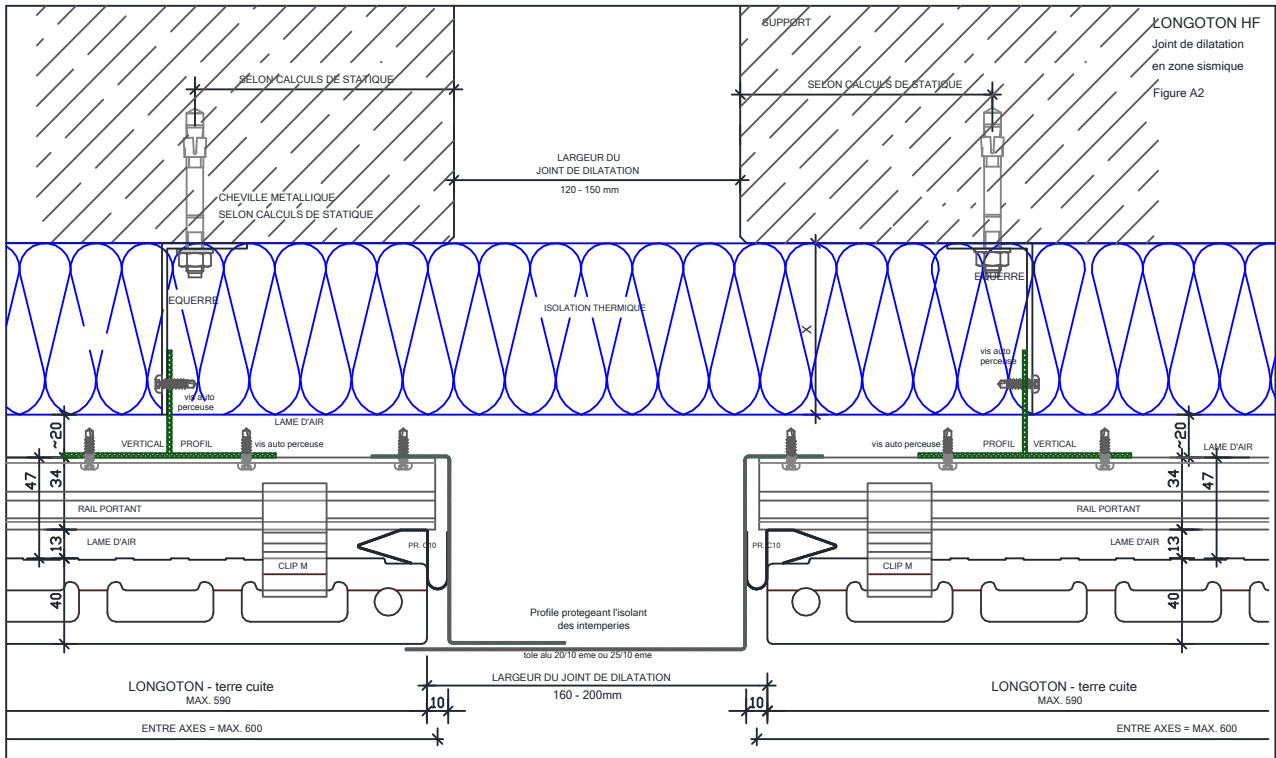 SUPPORT
LONGOTON HF
Joint de dilatation
en zone sismique
Figure A2
SELON CALCULS DE STATIQUE
SELON CALCULS DE STATIQUE
LARGEUR DU
JOINT DE DILATATION
120 - 150 mm
CHEVILLE METALLIQUE
SELON CALCULS DE STATIQUE
EQUERRE
EQUERRE
ISOLATION THERMIQUE
X
vis auto
perceuse
vis auto
perceuse
LAME D'AIR
~20
VERTICAL
PROFIL
vis auto perceuse
vis auto perceuse
PROFIL
VERTICAL
~20
LAME D'AIR
47
34
34
47
RAIL PORTANT
RAIL PORTANT
13
LAME D'AIR
PR. C10
PR. C10
LAME D'AIR
13
CLIP M
CLIP M
40
40
Profile protegeant l'isolant
des intemperies
tole alu 20/10 eme ou 25/10 eme
LARGEUR DU JOINT DE DILATATION
160 - 200mm
LONGOTON - terre cuite
MAX. 590
10
10
LONGOTON - terre cuite
MAX. 590
ENTRE AXES = MAX. 600
ENTRE AXES = MAX. 600